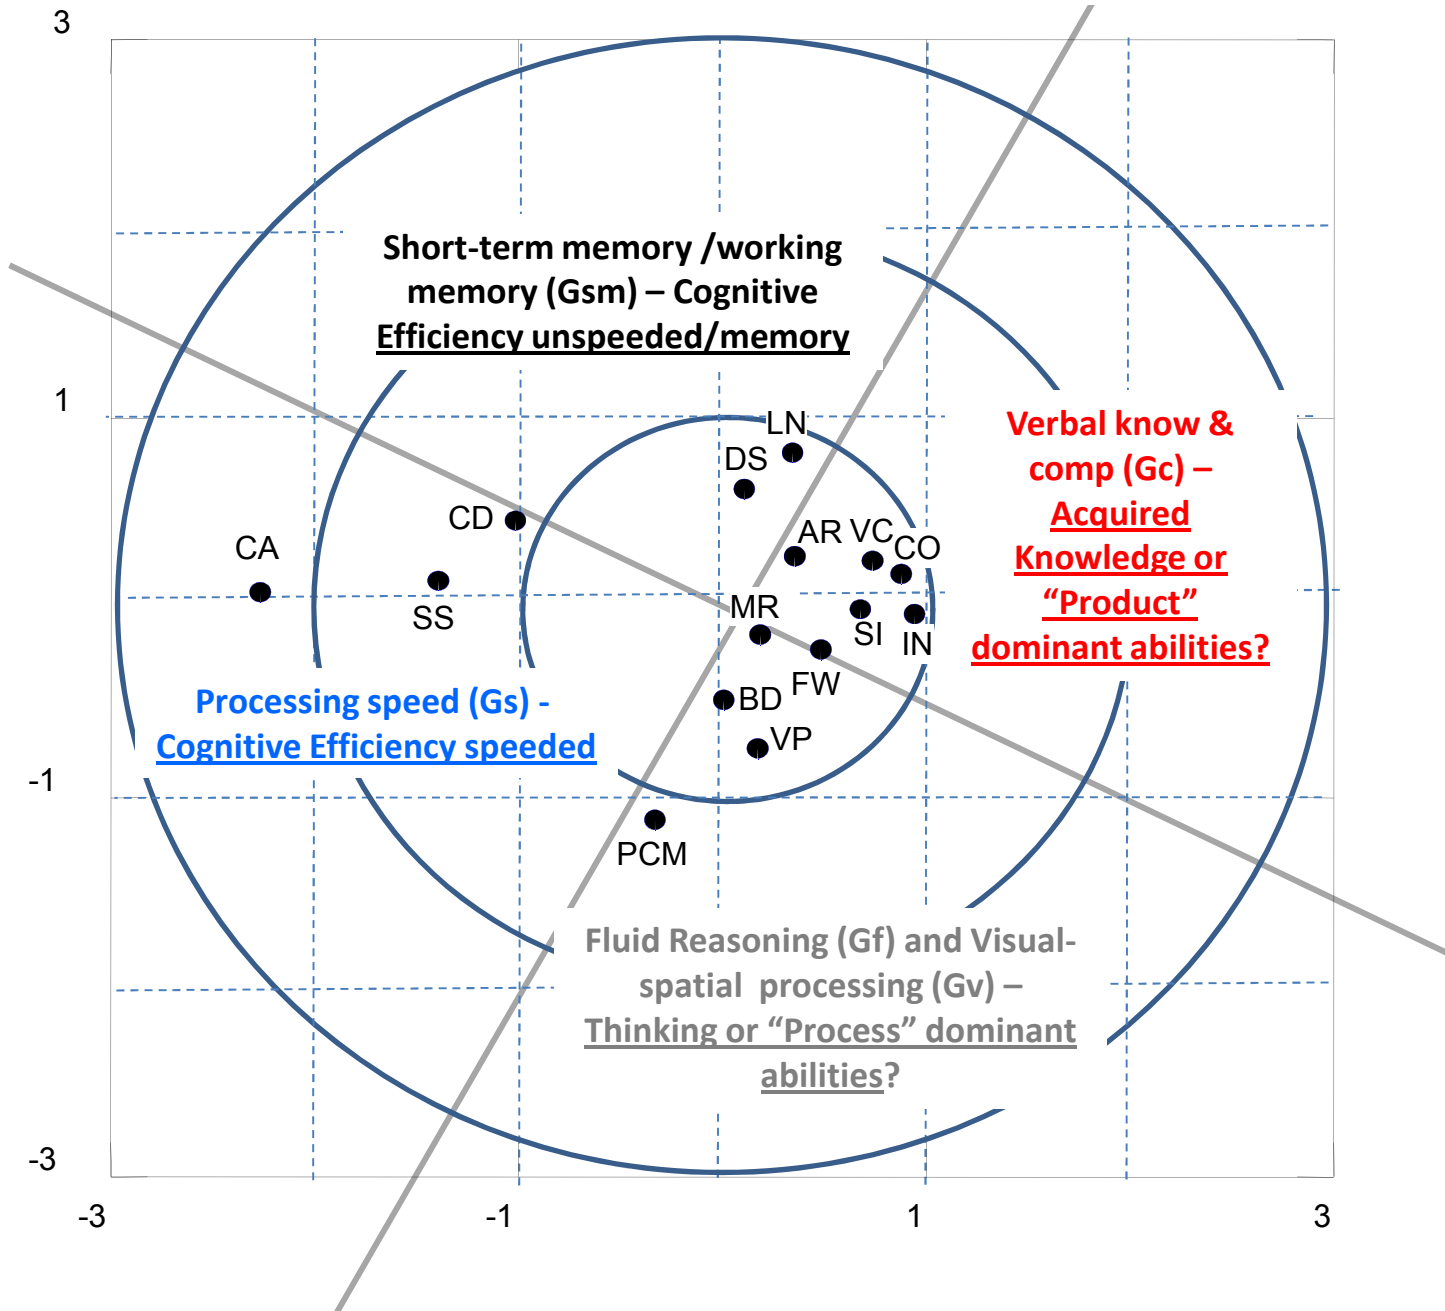 3
Short-term memory /working
memory (Gsm) – Cognitive
Efficiency unspeeded/memory
1
LN
DS
Verbal know &
comp (Gc) –
Acquired
Knowledge or
“Product”
dominant abilities?
CD
CA
AR
VC
CO
SS
MR
SI
IN
FW
Processing speed (Gs) -
Cognitive Efficiency speeded
BD
VP
-1
PCM
Fluid Reasoning (Gf) and Visual-
spatial processing (Gv) –
Thinking or “Process” dominant
abilities?
-3
-3
-1
1
3